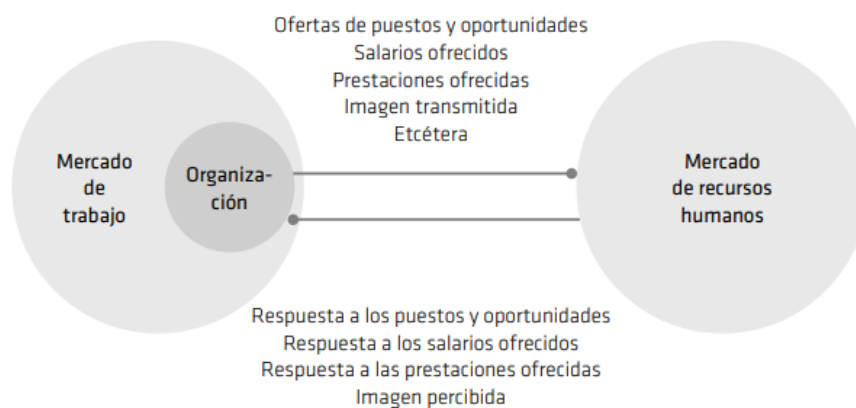 Ofertas de puestos y oportunidades
Salarios ofrecidos
Prestaciones ofrecidas
Imagen transmitida
Etcétera
Mercado
de
trabajo
Organiza-
ción
Mercado
de recursos
humanos
Respuesta a los puestos y oportunidades
Respuesta a los salarios ofrecidos
Respuesta a las prestaciones ofrecidas
Imagen percibida